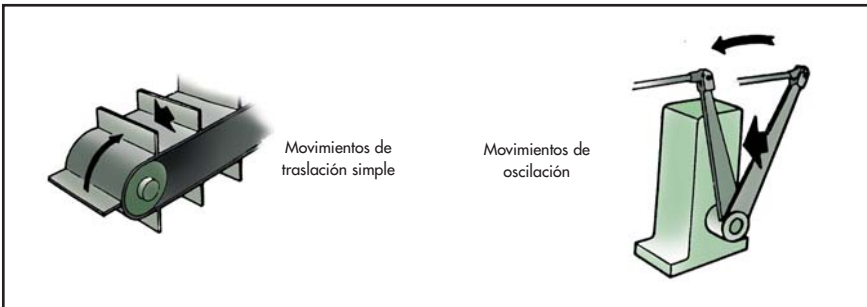 Movimientos de
traslación simple
Movimientos de
oscilación